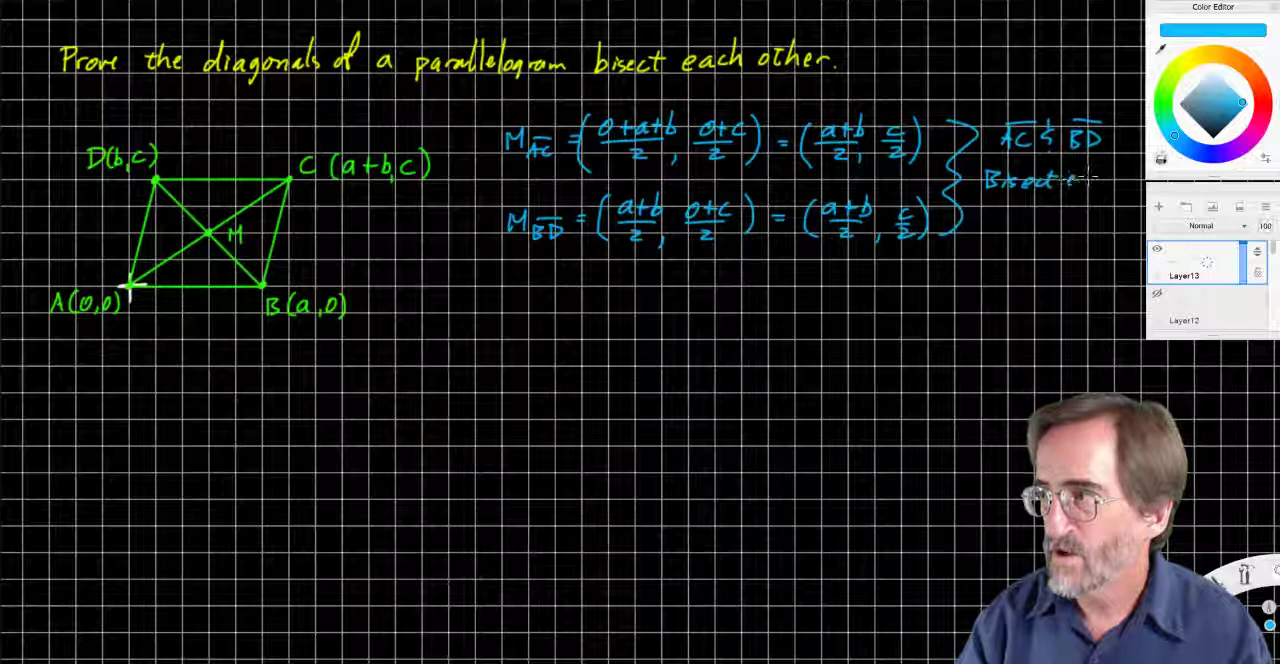 Color Editor
Prove the diagonals of a parallelogram bisect each other.
D(b,c)
C (a+b,c)
M
A(0,0)
B(a,0)
M_AC = (0+a+b/2, 0+c/2) = (a+b/2, c/2)
M_BD = (a+b/2, 0+c/2) = (a+b/2, c/2)
AC & BD
Bisect
Normal
100
Layer13
Layer12